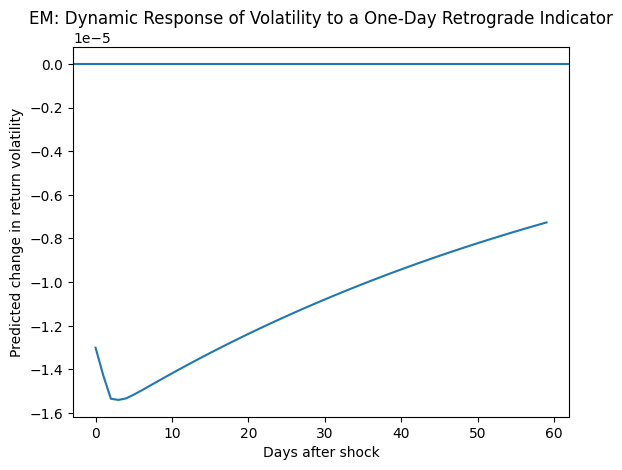 EM: Dynamic Response of Volatility to a One-Day Retrograde Indicator
1e−5
0.0
−0.2
−0.4
−0.6
−0.8
−1.0
−1.2
−1.4
−1.6
Predicted change in return volatility
0 10 20 30 40 50 60
Days after shock